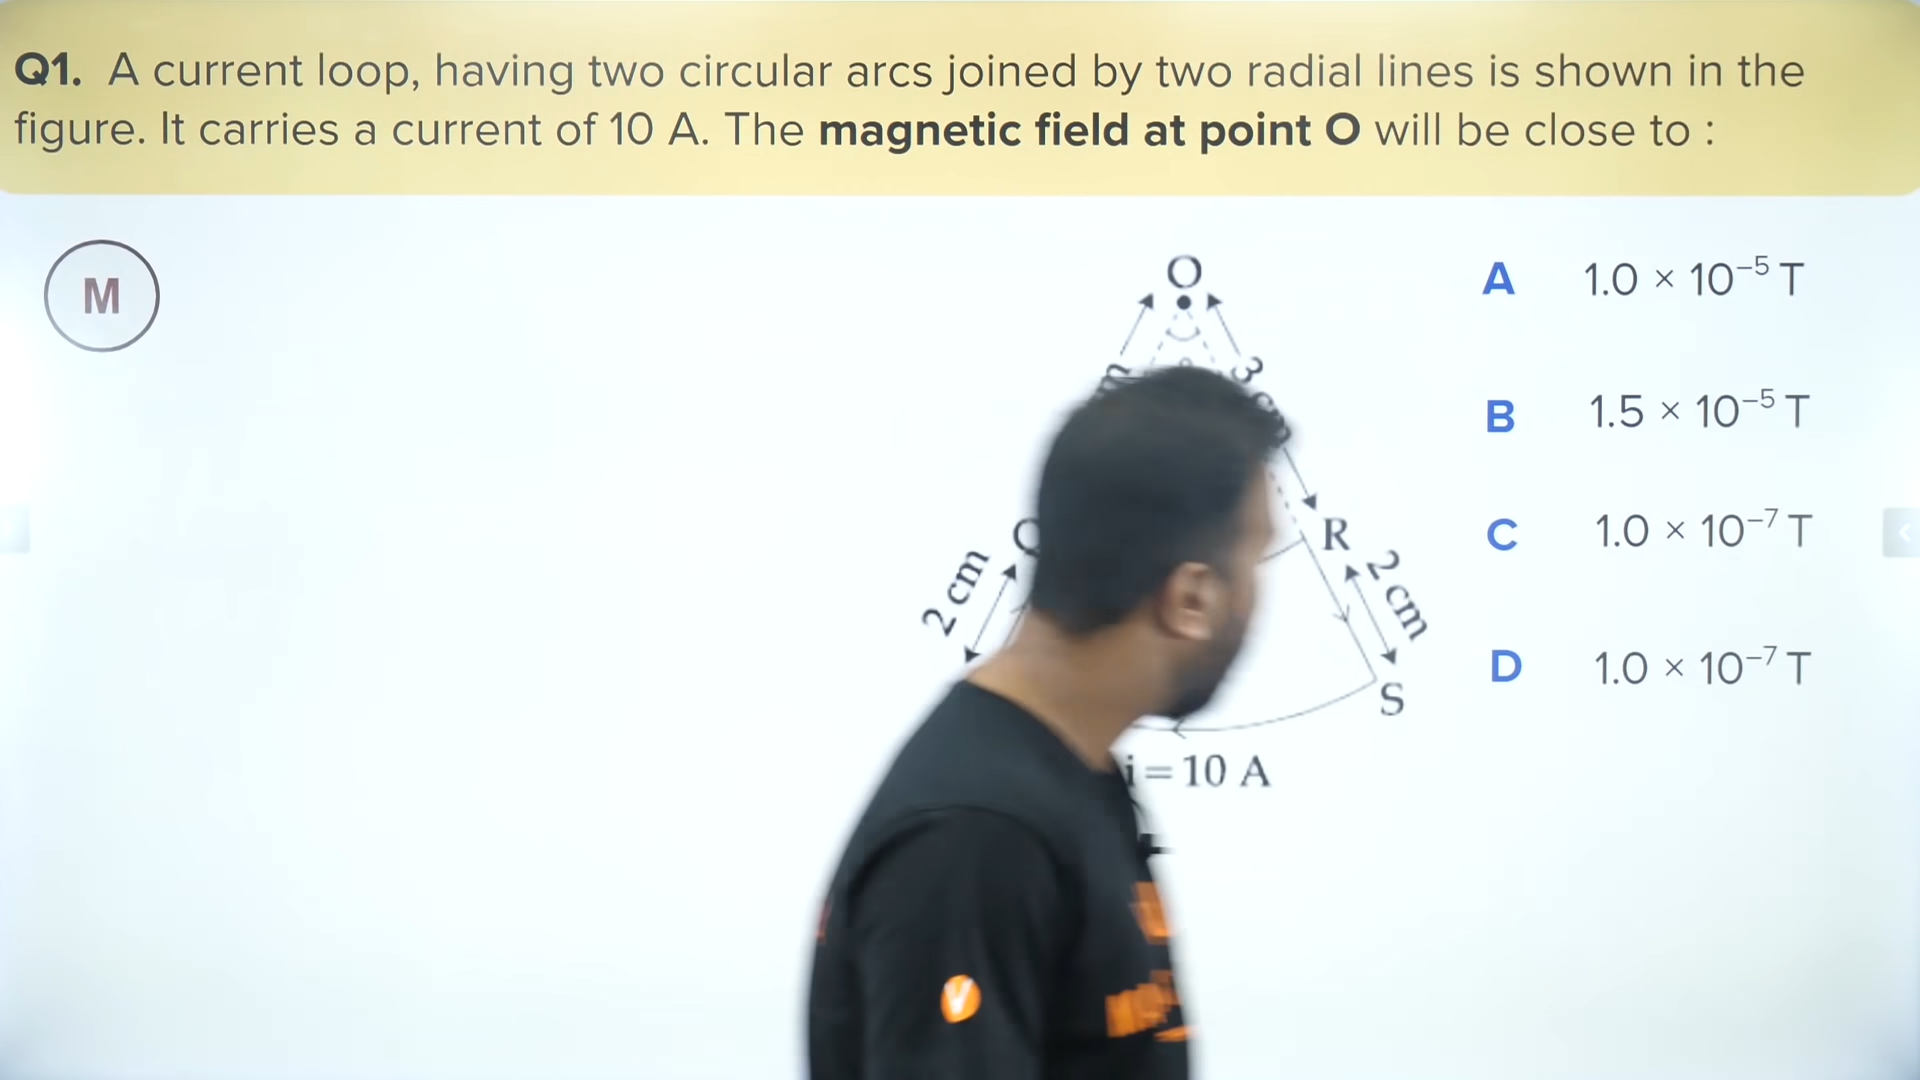 Q1. A current loop, having two circular arcs joined by two radial lines is shown in the
figure. It carries a current of 10 A. The magnetic field at point O will be close to :
M
O
3 cm
R
2 cm
2 cm
S
i = 10 A
A 1.0 × 10⁻⁵ T
B 1.5 × 10⁻⁵ T
C 1.0 × 10⁻⁷ T
D 1.0 × 10⁻⁷ T
V